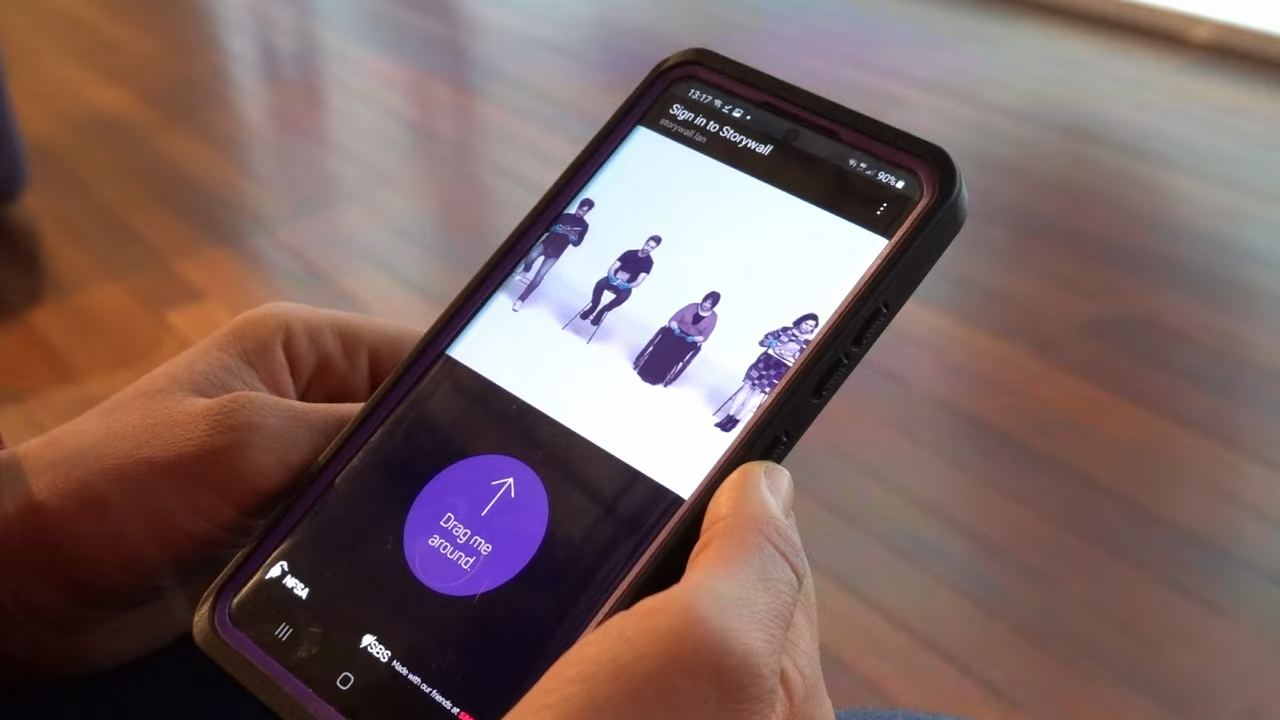 13:17
90%
Sign in to Storywall
storywall.lan
Drag me
around.
NFSA
SBS
Made with our friends at